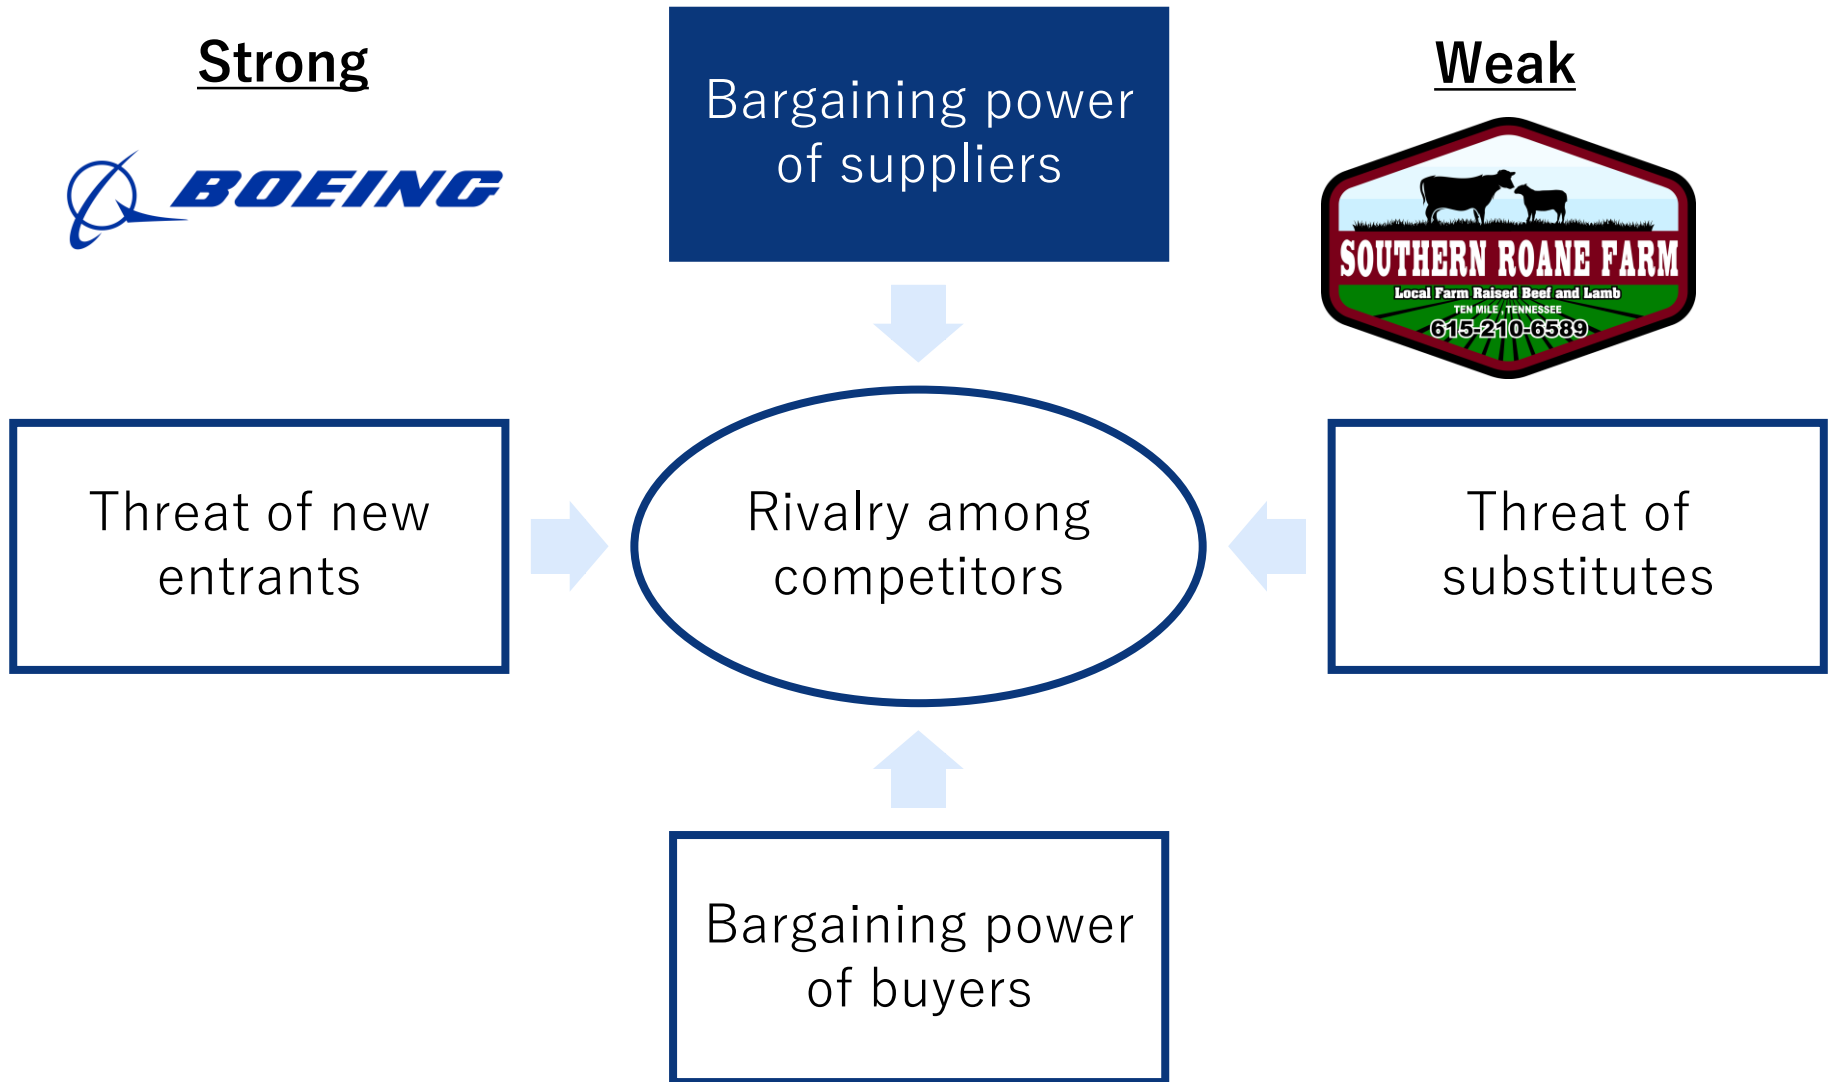 Strong
BOEING
Bargaining power
of suppliers
Weak
SOUTHERN ROANE FARM
Local Farm Raised Beef and Lamb
TEN MILE, TENNESSEE
615-210-6589
Threat of new
entrants
Rivalry among
competitors
Threat of
substitutes
Bargaining power
of buyers